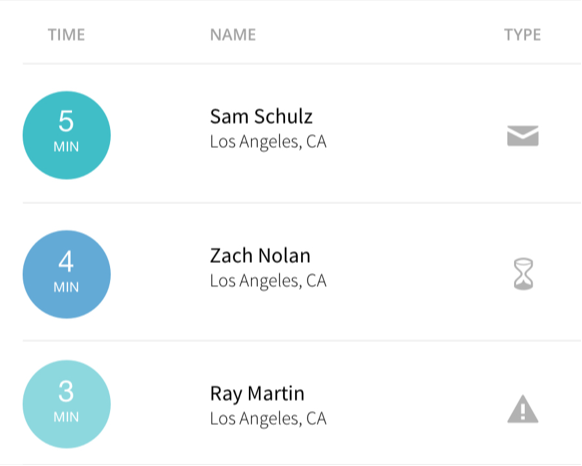 TIME NAME TYPE
5
MIN
Sam Schulz
Los Angeles, CA
4
MIN
Zach Nolan
Los Angeles, CA
3
MIN
Ray Martin
Los Angeles, CA